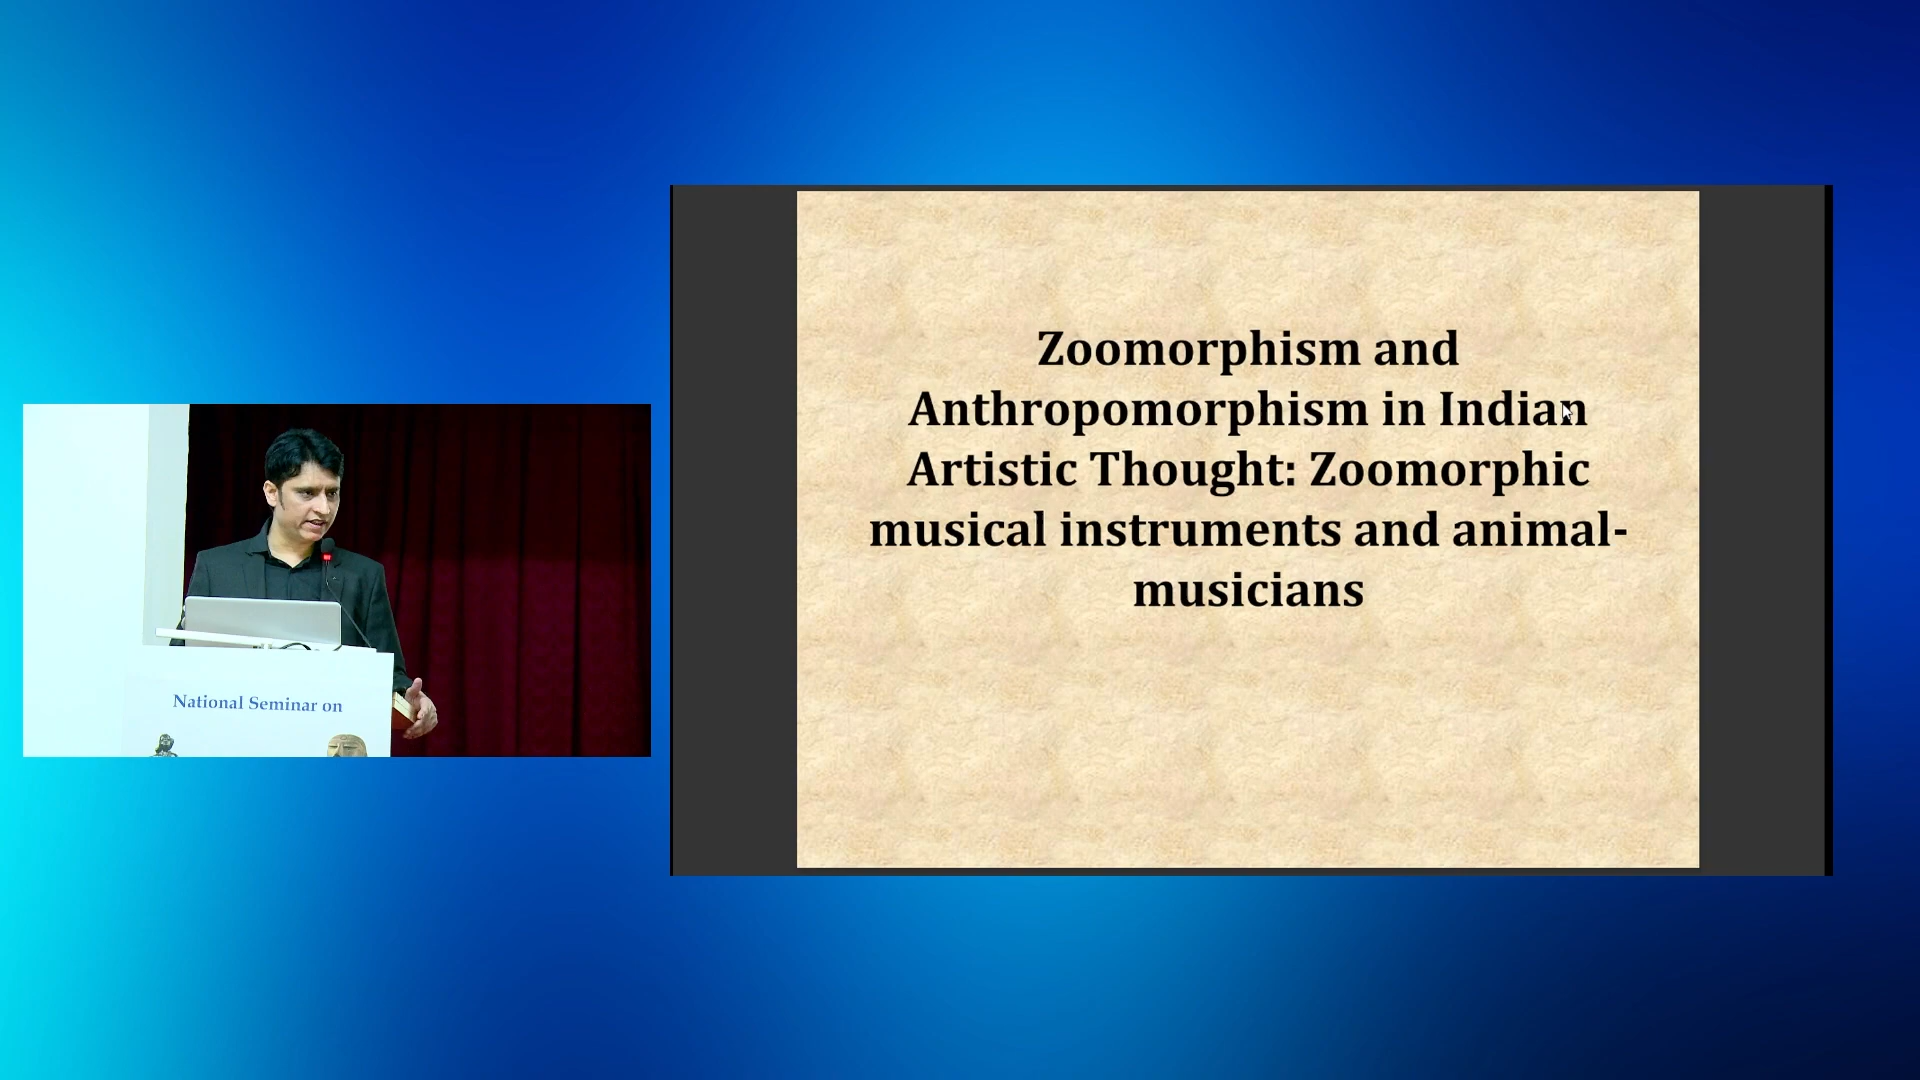 National Seminar on
Zoomorphism and
Anthropomorphism in Indian
Artistic Thought: Zoomorphic
musical instruments and animal-
musicians